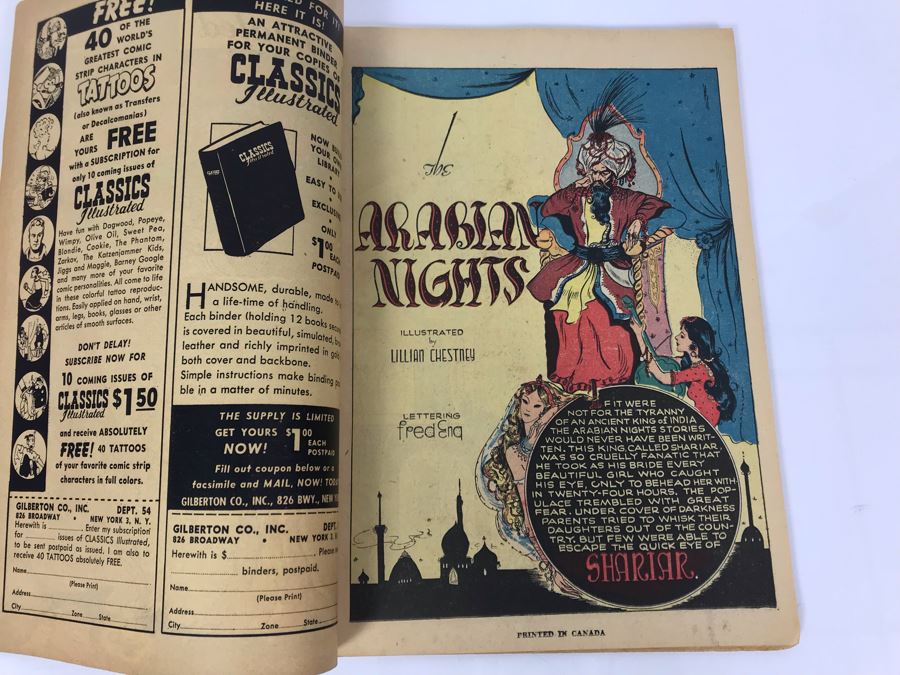 FREE!
40 OF THE
WORLD'S
GREATEST COMIC
STRIP CHARACTERS IN
TATTOOS
(also known as Transfers
or Decalcomanias)
ARE
YOURS FREE
with a SUBSCRIPTION for
only 10 coming issues of
CLASSICS
Illustrated
Have fun with Dagwood, Popeye,
Wimpy, Olive Oil, Sweet Pea,
Blondie, Cookie, The Phantom,
Zarkov, The Katzenjammer Kids,
Jiggs and Maggie, Barney Google
and many more of your favorite
comic personalities. All come to life
in these colorful tattoo reproduc-
tions. Easily applied on hand, wrist,
arms, legs, books, glasses or other
articles of smooth surfaces.
DON'T DELAY!
SUBSCRIBE NOW FOR
10 COMING ISSUES OF
CLASSICS $1.50
Illustrated
and receive ABSOLUTELY
FREE! 40 TATTOOS
of your favorite comic strip
characters in full colors.
GILBERTON CO., INC. DEPT. 54
826 BROADWAY • NEW YORK 3, N. Y.
Herewith is Enter my subscription
for issues of CLASSICS Illustrated,
to be sent postpaid as issued. I am also to
receive 40 TATTOOS absolutely FREE.
Name
(Please Print)
Address
City Zone State
FOR IT
HERE IT IS!
AN ATTRACTIVE
PERMANENT BINDER
FOR YOUR COPIES OF
CLASSICS
Illustrated
CLASSICS
Illustrated
NOW
YOUR
LIBRARY
EASY TO
ONLY
$1.00
EACH
POSTPAID
HANDSOME, durable, made
a life-time of handling.
Each binder (holding 12 books
is covered in beautiful, simulated,
leather and richly imprinted in
both cover and backbone.
Simple instructions make binding
ble in a matter of minutes.
THE SUPPLY IS LIMITED
GET YOURS $1.00 EACH
NOW! POSTPAID
Fill out coupon below or
facsimile and MAIL, NOW!
GILBERTON CO., INC., 826 BWY., NEW
GILBERTON CO., INC. DEPT.
826 BROADWAY • NEW YORK 3,
Herewith is $ Please
binders, postpaid.
Name
(Please Print)
Address
City Zone State
The
ARABIAN
NIGHTS
ILLUSTRATED
by
LILLIAN CHESTNEY
LETTERING
fred Eng
IF IT WERE
NOT FOR THE TYRANNY
OF AN ANCIENT KING of INDIA
THE ARABIAN NIGHTS STORIES
WOULD NEVER HAVE BEEN WRIT-
TEN. THIS KING, CALLED SHARIAR
WAS SO CRUELLY FANATIC THAT
HE TOOK AS HIS BRIDE EVERY
BEAUTIFUL GIRL WHO CAUGHT
HIS EYE, ONLY TO BEHEAD HER WITH-
IN TWENTY-FOUR HOURS. THE POP-
ULACE TREMBLED WITH GREAT
FEAR. UNDER COVER OF DARKNESS
PARENTS TRIED TO WHISK THEIR
DAUGHTERS OUT OF THE COUN-
TRY. BUT FEW WERE ABLE TO
ESCAPE THE QUICK EYE OF
SHARIAR.
PRINTED IN CANADA